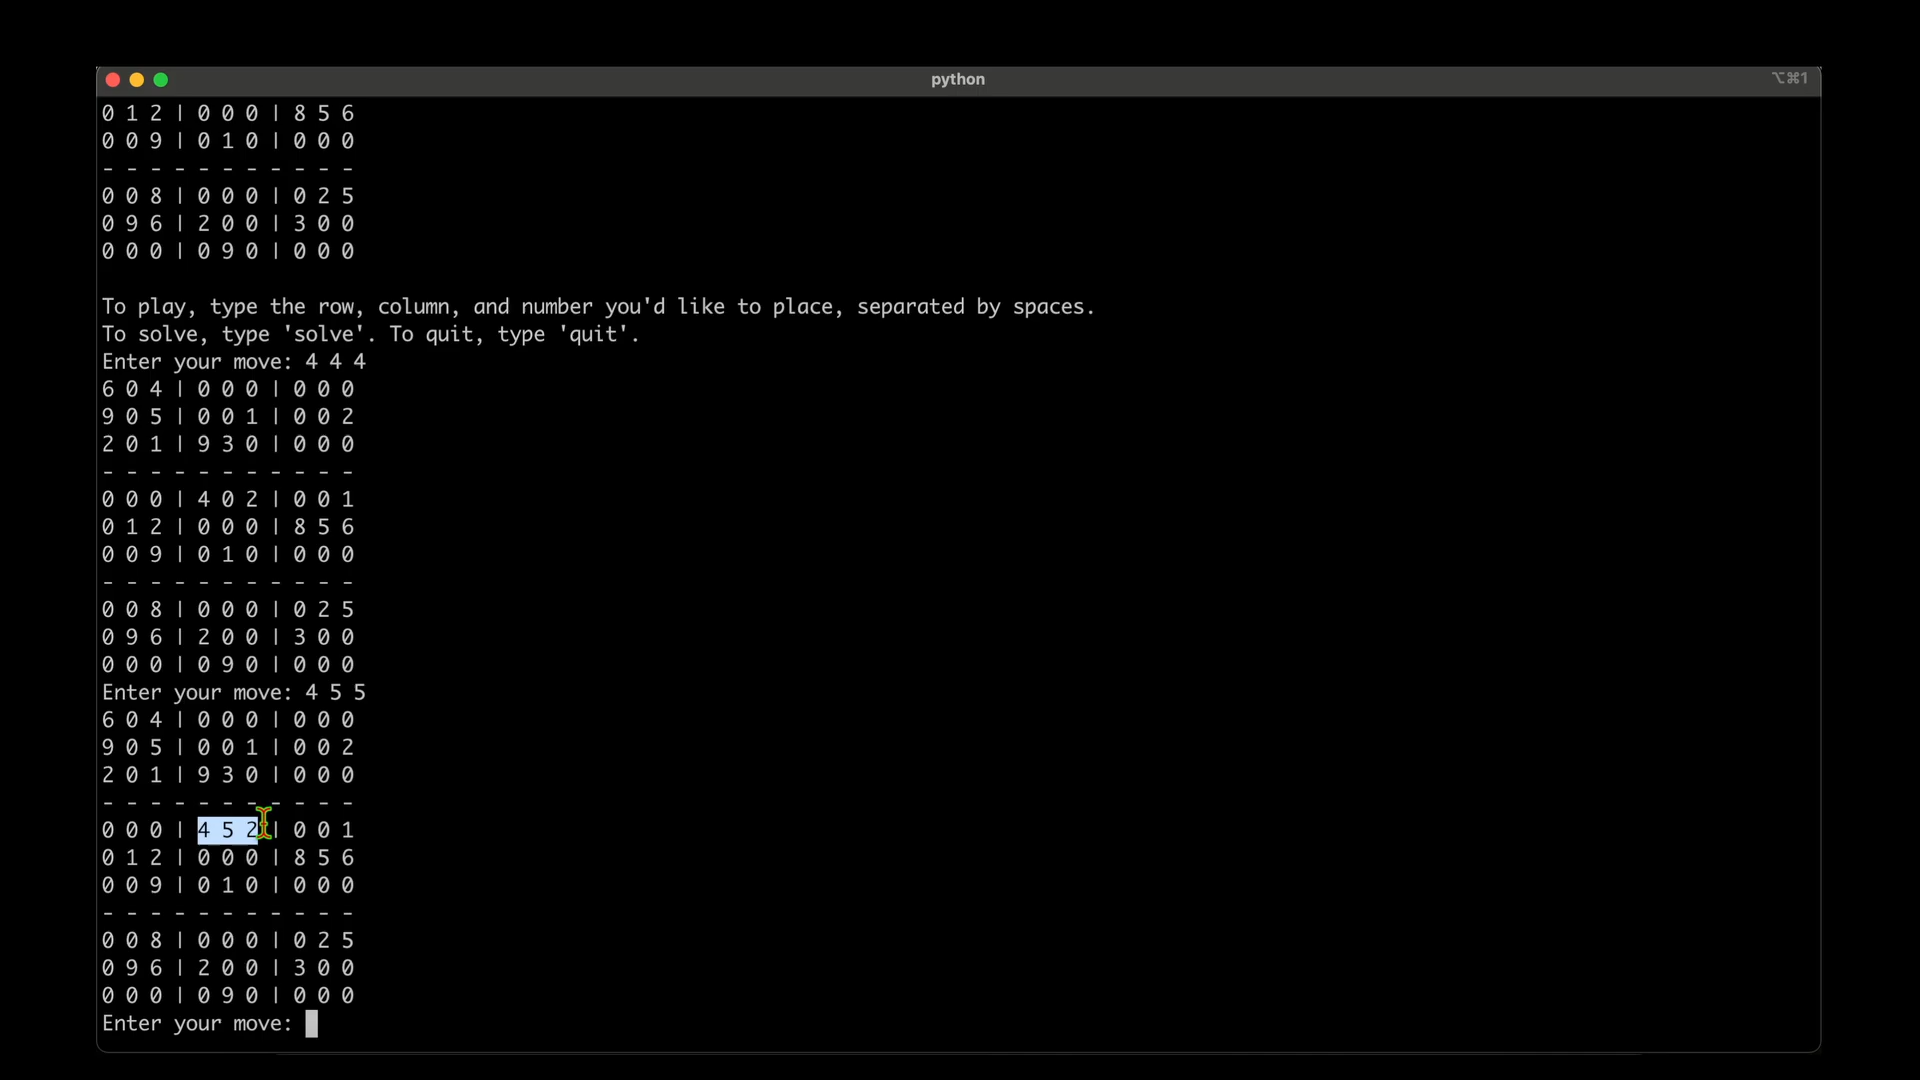 python
⌥⌘1
0 1 2 | 0 0 0 | 8 5 6
0 0 9 | 0 1 0 | 0 0 0
- - - - - - - - - - -
0 0 8 | 0 0 0 | 0 2 5
0 9 6 | 2 0 0 | 3 0 0
0 0 0 | 0 9 0 | 0 0 0
To play, type the row, column, and number you'd like to place, separated by spaces.
To solve, type 'solve'. To quit, type 'quit'.
Enter your move: 4 4 4
6 0 4 | 0 0 0 | 0 0 0
9 0 5 | 0 0 1 | 0 0 2
2 0 1 | 9 3 0 | 0 0 0
- - - - - - - - - - -
0 0 0 | 4 0 2 | 0 0 1
0 1 2 | 0 0 0 | 8 5 6
0 0 9 | 0 1 0 | 0 0 0
- - - - - - - - - - -
0 0 8 | 0 0 0 | 0 2 5
0 9 6 | 2 0 0 | 3 0 0
0 0 0 | 0 9 0 | 0 0 0
Enter your move: 4 5 5
6 0 4 | 0 0 0 | 0 0 0
9 0 5 | 0 0 1 | 0 0 2
2 0 1 | 9 3 0 | 0 0 0
- - - - - - - - - - -
0 0 0 | 4 5 2 | 0 0 1
0 1 2 | 0 0 0 | 8 5 6
0 0 9 | 0 1 0 | 0 0 0
- - - - - - - - - - -
0 0 8 | 0 0 0 | 0 2 5
0 9 6 | 2 0 0 | 3 0 0
0 0 0 | 0 9 0 | 0 0 0
Enter your move: